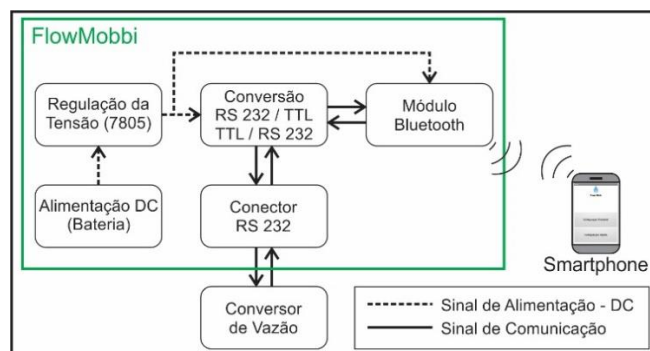 FlowMobbi
Regulação da
Tensão (7805)
Conversão
RS 232 / TTL
TTL / RS 232
Módulo
Bluetooth
Alimentação DC
(Bateria)
Conector
RS 232
Smartphone
Conversor
de Vazão
Sinal de Alimentação - DC
Sinal de Comunicação